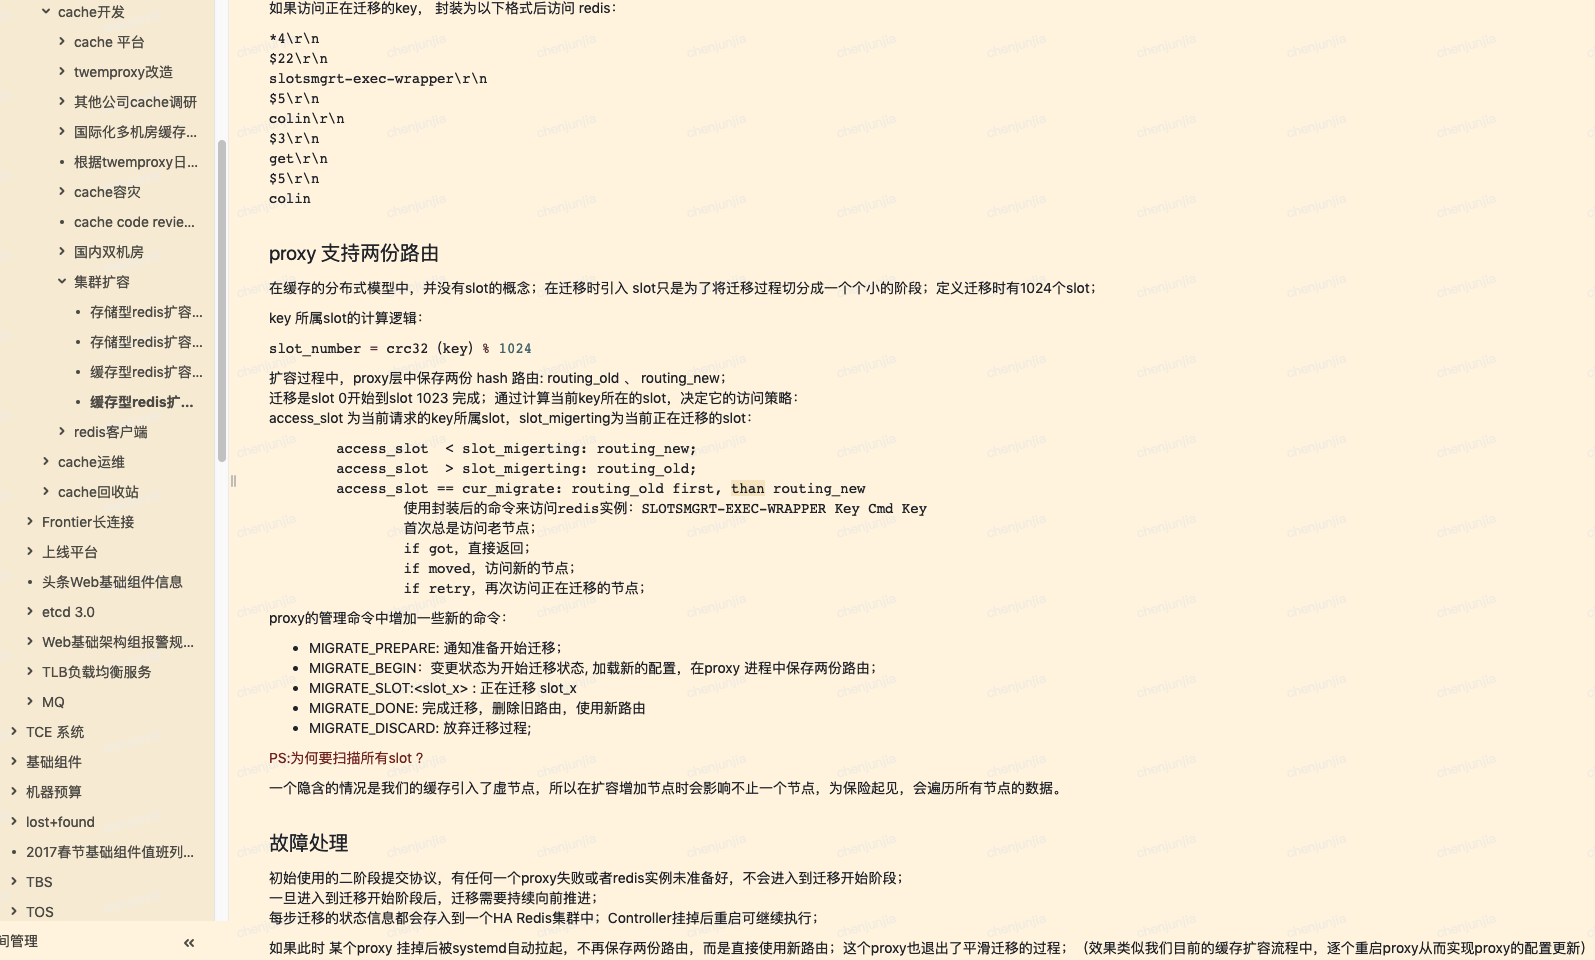 cache开发
cache 平台
twemproxy改造
其他公司cache调研
国际化多机房缓存...
根据twemproxy日...
cache容灾
cache code revie...
国内双机房
集群扩容
存储型redis扩容...
存储型redis扩容...
缓存型redis扩容...
缓存型redis扩...
redis客户端
cache运维
cache回收站
Frontier长连接
上线平台
头条Web基础组件信息
etcd 3.0
Web基础架构组报警规...
TLB负载均衡服务
MQ
TCE 系统
基础组件
机器预算
lost+found
2017春节基础组件值班列...
TBS
TOS
间管理
如果访问正在迁移的key， 封装为以下格式后访问 redis：
*4\r\n
$22\r\n
slotsmgrt-exec-wrapper\r\n
$5\r\n
colin\r\n
$3\r\n
get\r\n
$5\r\n
colin
proxy 支持两份路由
在缓存的分布式模型中，并没有slot的概念；在迁移时引入 slot只是为了将迁移过程切分成一个个小的阶段；定义迁移时有1024个slot；
key 所属slot的计算逻辑：
slot_number = crc32（key）% 1024
扩容过程中，proxy层中保存两份 hash 路由: routing_old 、 routing_new；
迁移是slot 0开始到slot 1023 完成；通过计算当前key所在的slot，决定它的访问策略：
access_slot 为当前请求的key所属slot，slot_migerting为当前正在迁移的slot：
access_slot  < slot_migerting: routing_new;
access_slot  > slot_migerting: routing_old;
access_slot == cur_migrate: routing_old first, than routing_new
使用封装后的命令来访问redis实例：SLOTSMGRT-EXEC-WRAPPER Key Cmd Key
首次总是访问老节点；
if got，直接返回；
if moved，访问新的节点；
if retry，再次访问正在迁移的节点；
proxy的管理命令中增加一些新的命令：
• MIGRATE_PREPARE: 通知准备开始迁移；
• MIGRATE_BEGIN：变更状态为开始迁移状态, 加载新的配置，在proxy 进程中保存两份路由；
• MIGRATE_SLOT:<slot_x> : 正在迁移 slot_x
• MIGRATE_DONE: 完成迁移，删除旧路由，使用新路由
• MIGRATE_DISCARD: 放弃迁移过程;
PS:为何要扫描所有slot？
一个隐含的情况是我们的缓存引入了虚节点，所以在扩容增加节点时会影响不止一个节点，为保险起见，会遍历所有节点的数据。
故障处理
初始使用的二阶段提交协议，有任何一个proxy失败或者redis实例未准备好，不会进入到迁移开始阶段；
一旦进入到迁移开始阶段后，迁移需要持续向前推进；
每步迁移的状态信息都会存入到一个HA Redis集群中；Controller挂掉后重启可继续执行；
如果此时 某个proxy 挂掉后被systemd自动拉起，不再保存两份路由，而是直接使用新路由；这个proxy也退出了平滑迁移的过程；（效果类似我们目前的缓存扩容流程中，逐个重启proxy从而实现proxy的配置更新）
chenjunjia